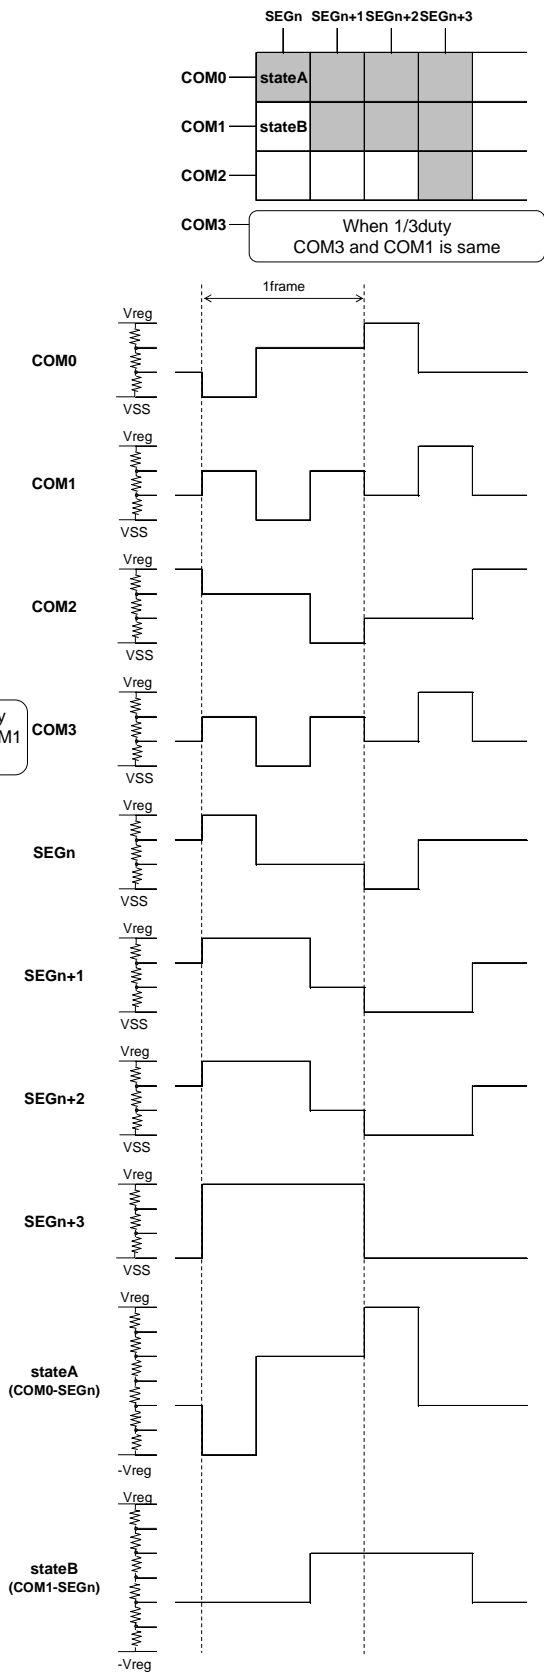 SEGn SEGn+1 SEGn+2 SEGn+3
COM0 stateA
COM1 stateB
COM2
COM3
When 1/3duty
COM3 and COM1 is same
1frame
Vreg
COM0
VSS
Vreg
COM1
VSS
Vreg
COM2
VSS
y
M1
Vreg
COM3
VSS
Vreg
SEGn
VSS
Vreg
SEGn+1
VSS
Vreg
SEGn+2
VSS
Vreg
SEGn+3
VSS
Vreg
stateA
(COM0-SEGn)
-Vreg
Vreg
stateB
(COM1-SEGn)
-Vreg